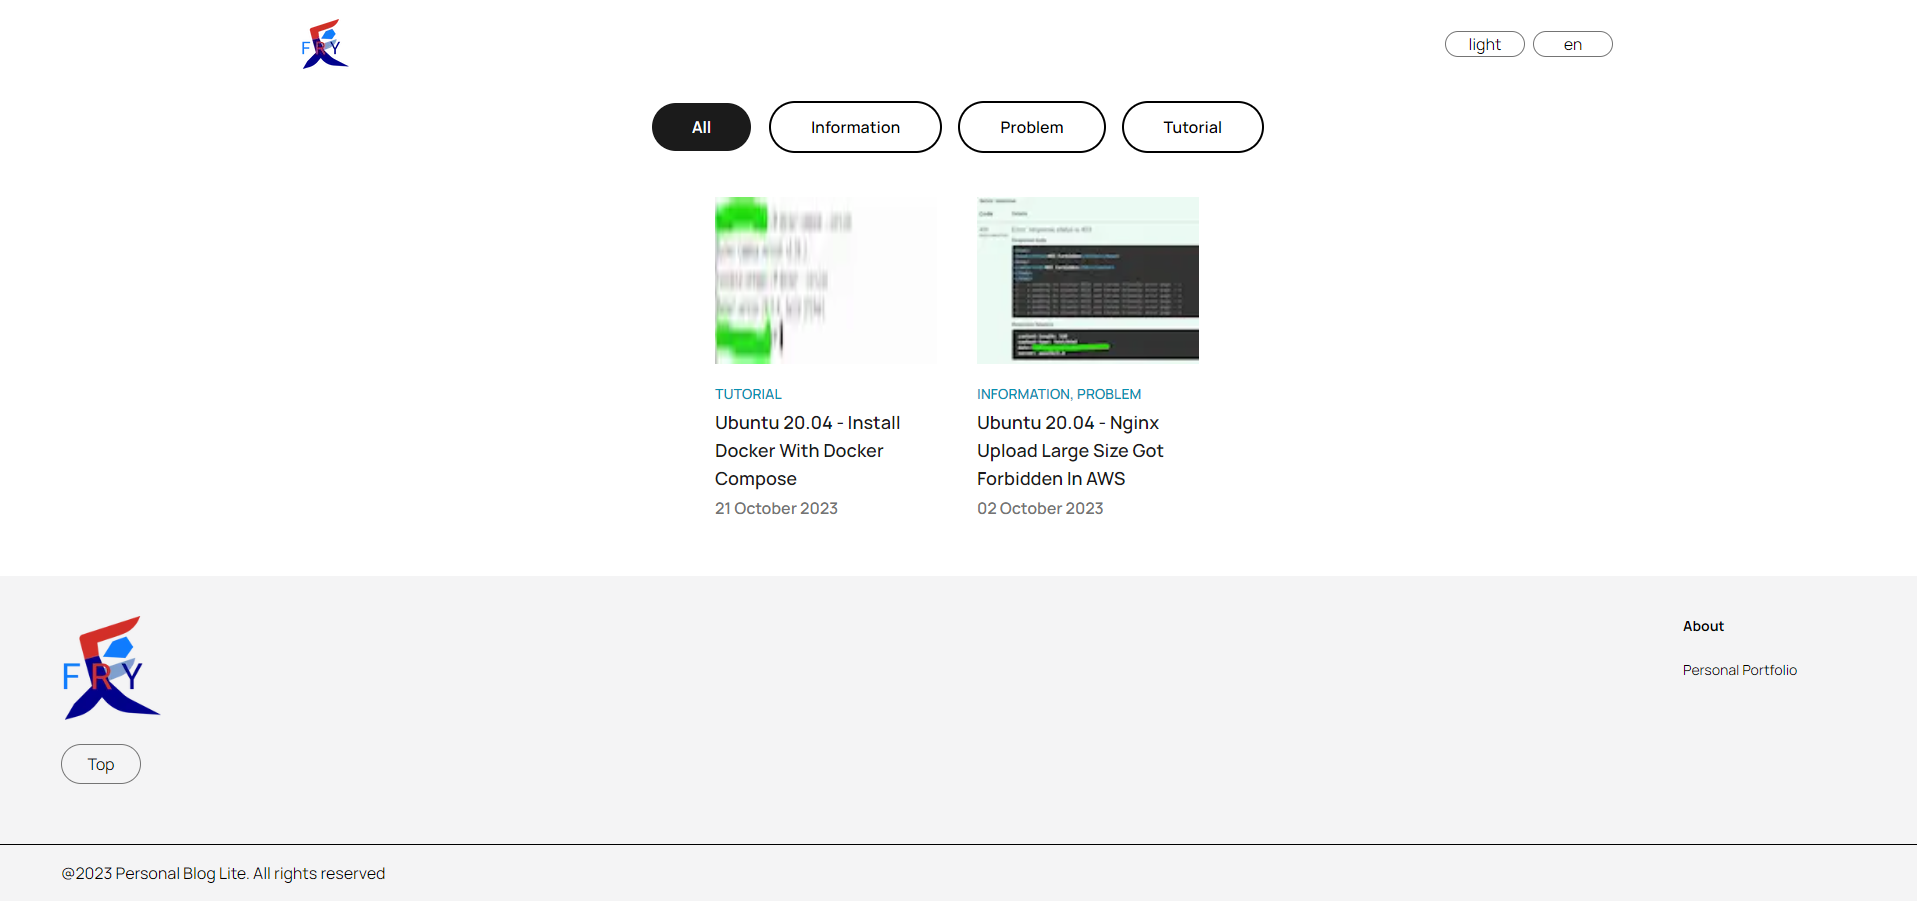 FRY
light
en
All
Information
Problem
Tutorial
TUTORIAL
Ubuntu 20.04 - Install
Docker With Docker
Compose
21 October 2023
INFORMATION, PROBLEM
Ubuntu 20.04 - Nginx
Upload Large Size Got
Forbidden In AWS
02 October 2023
FRY
Top
About
Personal Portfolio
@2023 Personal Blog Lite. All rights reserved